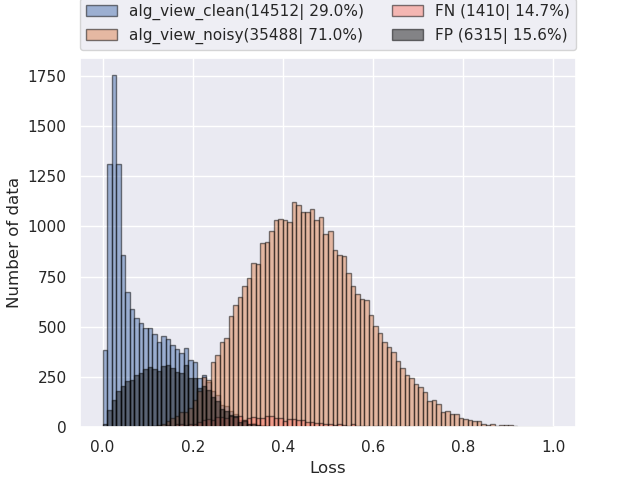 alg_view_clean(14512| 29.0%) FN (1410| 14.7%)
alg_view_noisy(35488| 71.0%) FP (6315| 15.6%)
1750
1500
1250
1000
750
500
250
0
Number of data
0.0 0.2 0.4 0.6 0.8 1.0
Loss